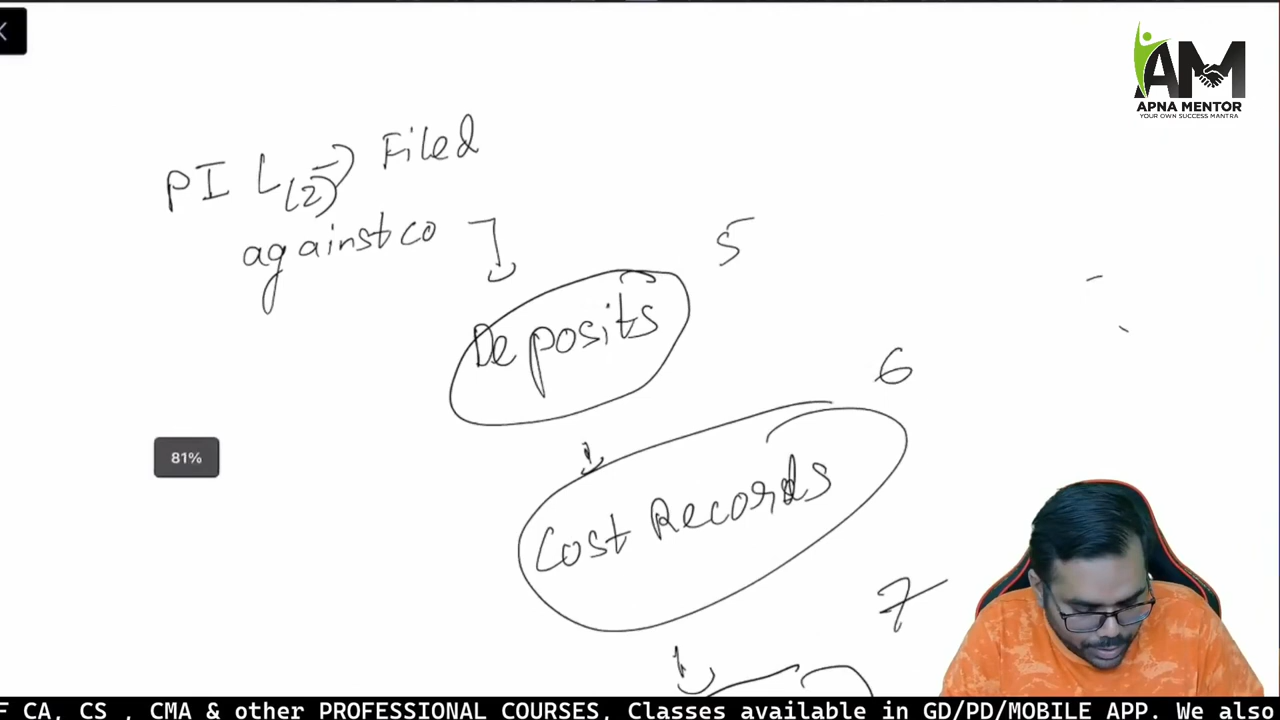 AM
APNA MENTOR
YOUR OWN SUCCESS MANTRA
PIL (2) Filed
against co
5
Deposits
6
Cost Records
81%
7
F CA, CS , CMA & other PROFESSIONAL COURSES, Classes available in GD/PD/MOBILE APP. We also